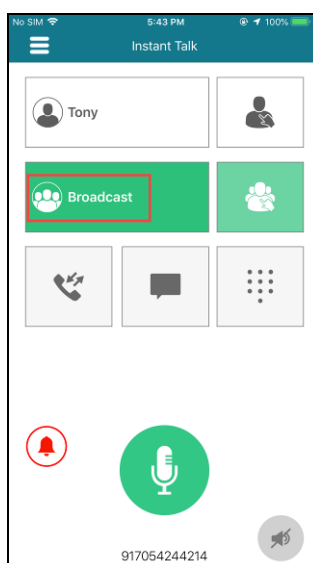 No SIM 5:43 PM 100%
Instant Talk
Tony
Broadcast
917054244214